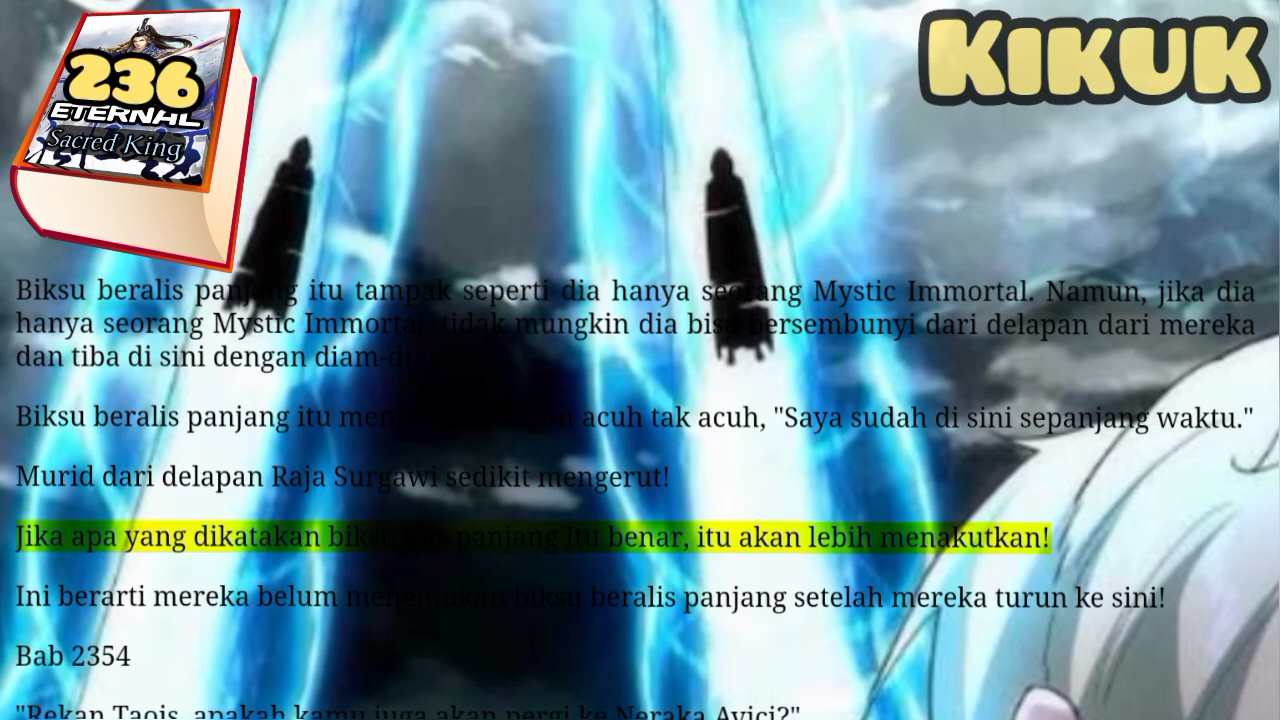 236
ETERNAL
Sacred King
KIKUK
Biksu beralis panjang itu tampak seperti dia hanya seorang Mystic Immortal. Namun, jika dia
hanya seorang Mystic Immortal, tidak mungkin dia bisa bersembunyi dari delapan dari mereka
dan tiba di sini dengan diam-diam!
Biksu beralis panjang itu acuh tak acuh, "Saya sudah di sini sepanjang waktu."
Murid dari delapan Raja Surgawi sedikit mengerut!
Jika apa yang dikatakan biksu alis panjang itu benar, itu akan lebih menakutkan!
Ini berarti mereka belum menemukan biksu beralis panjang setelah mereka turun ke sini!
Bab 2354
"Rekan Taois, apakah kamu juga akan pergi ke Neraka Avici?"